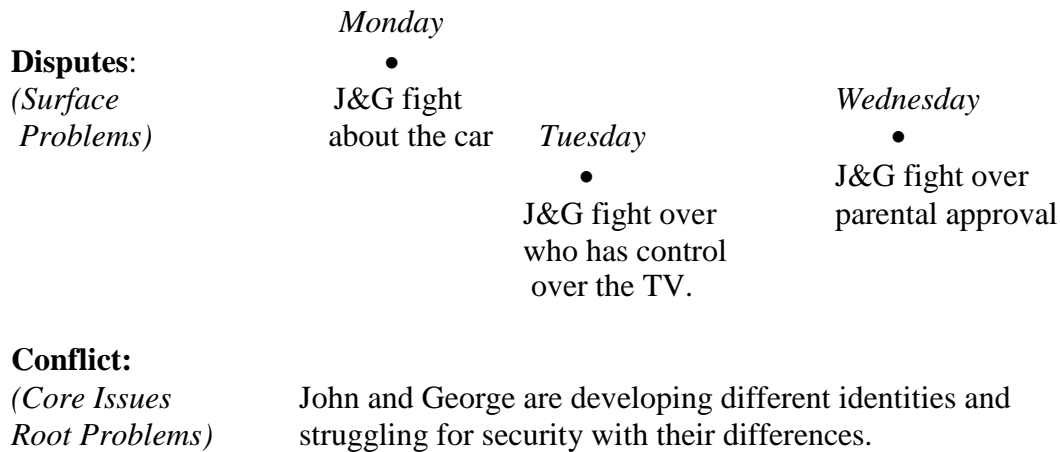 Monday
Disputes: •
(Surface J&G fight Wednesday
Problems) about the car Tuesday •
• J&G fight over
J&G fight over parental approval
who has control
over the TV.
Conflict:
(Core Issues John and George are developing different identities and
Root Problems) struggling for security with their differences.